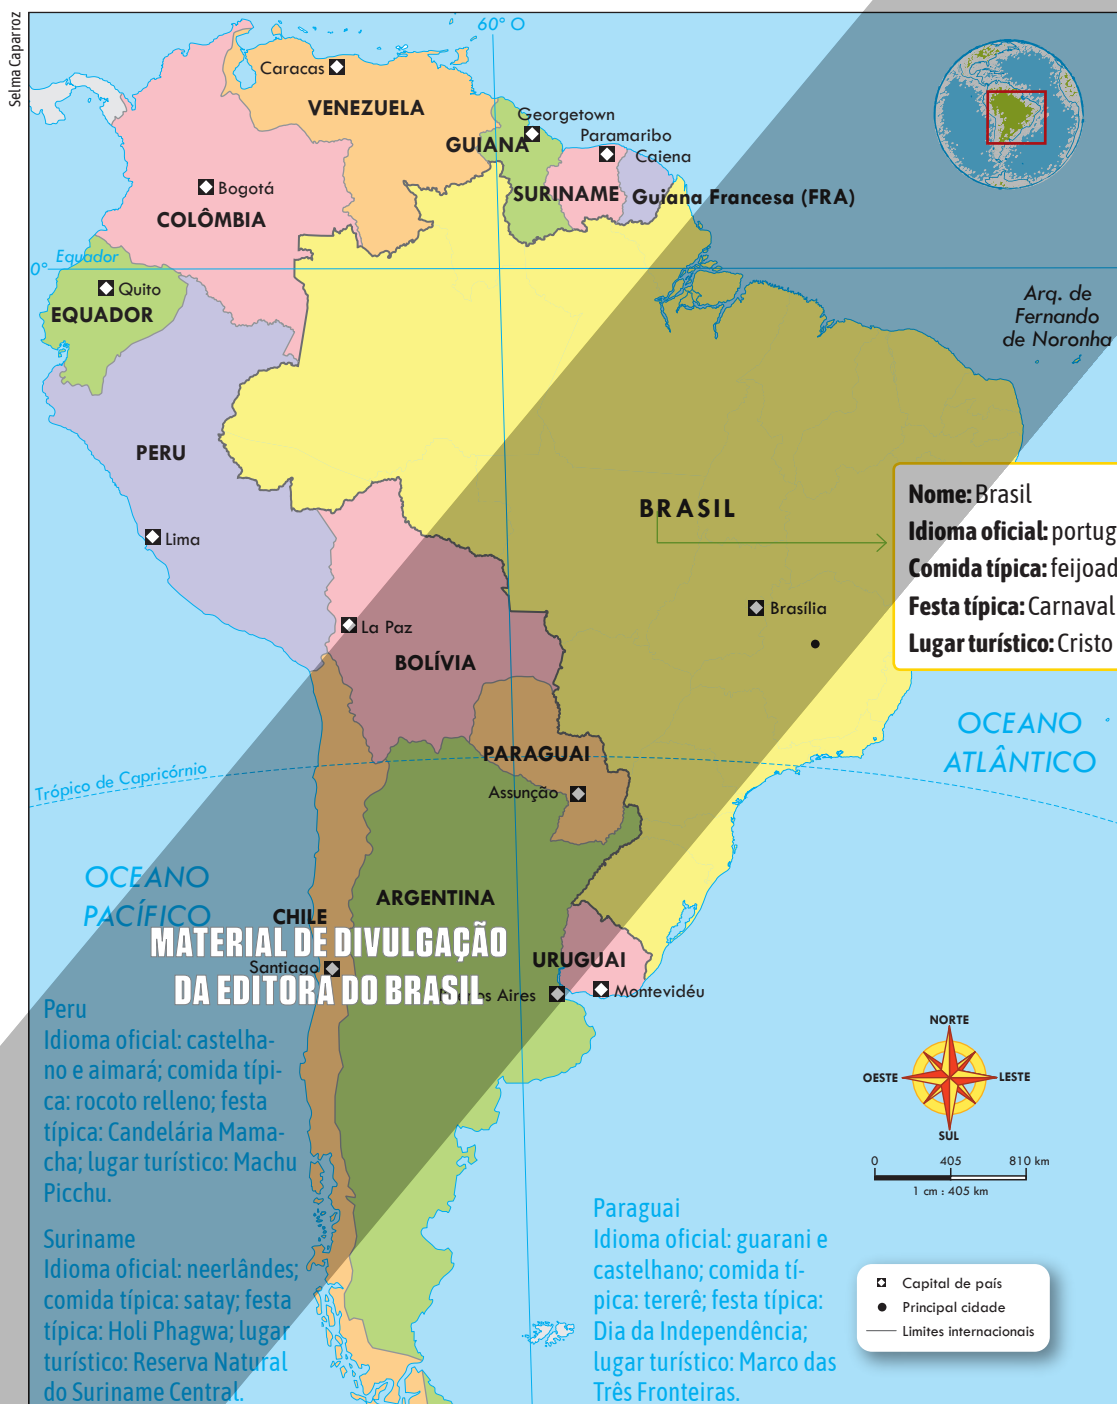 Selma Caparroz
60° O
Caracas
VENEZUELA
Georgetown
GUIANA
Paramaribo
Caiena
SURINAME
Guiana Francesa (FRA)
Bogotá
COLÔMBIA
Equador
0°
Quito
EQUADOR
Arq. de
Fernando
de Noronha
PERU
Lima
BRASIL
Nome: Brasil
Idioma oficial: portug
Comida típica: feijoad
Festa típica: Carnaval
Lugar turístico: Cristo
Brasília
La Paz
BOLÍVIA
OCEANO
ATLÂNTICO
PARAGUAI
Trópico de Capricórnio
Assunção
OCEANO
PACÍFICO
ARGENTINA
CHILE
MATERIAL DE DIVULGAÇÃO
DA EDITORA DO BRASIL
Santiago
URUGUAI
Aires
Montevidéu
Peru
Idioma oficial: castelha-
no e aimará; comida típi-
ca: rocoto relleno; festa
típica: Candelária Mama-
cha; lugar turístico: Machu
Picchu.
Suriname
Idioma oficial: neerlândes;
comida típica: satay; festa
típica: Holi Phagwa; lugar
turístico: Reserva Natural
do Suriname Central.
Paraguai
Idioma oficial: guarani e
castelhano; comida tí-
pica: tererê; festa típica:
Dia da Independência;
lugar turístico: Marco das
Três Fronteiras.
NORTE
OESTE
LESTE
SUL
0 405 810 km
1 cm : 405 km
Capital de país
Principal cidade
Limites internacionais